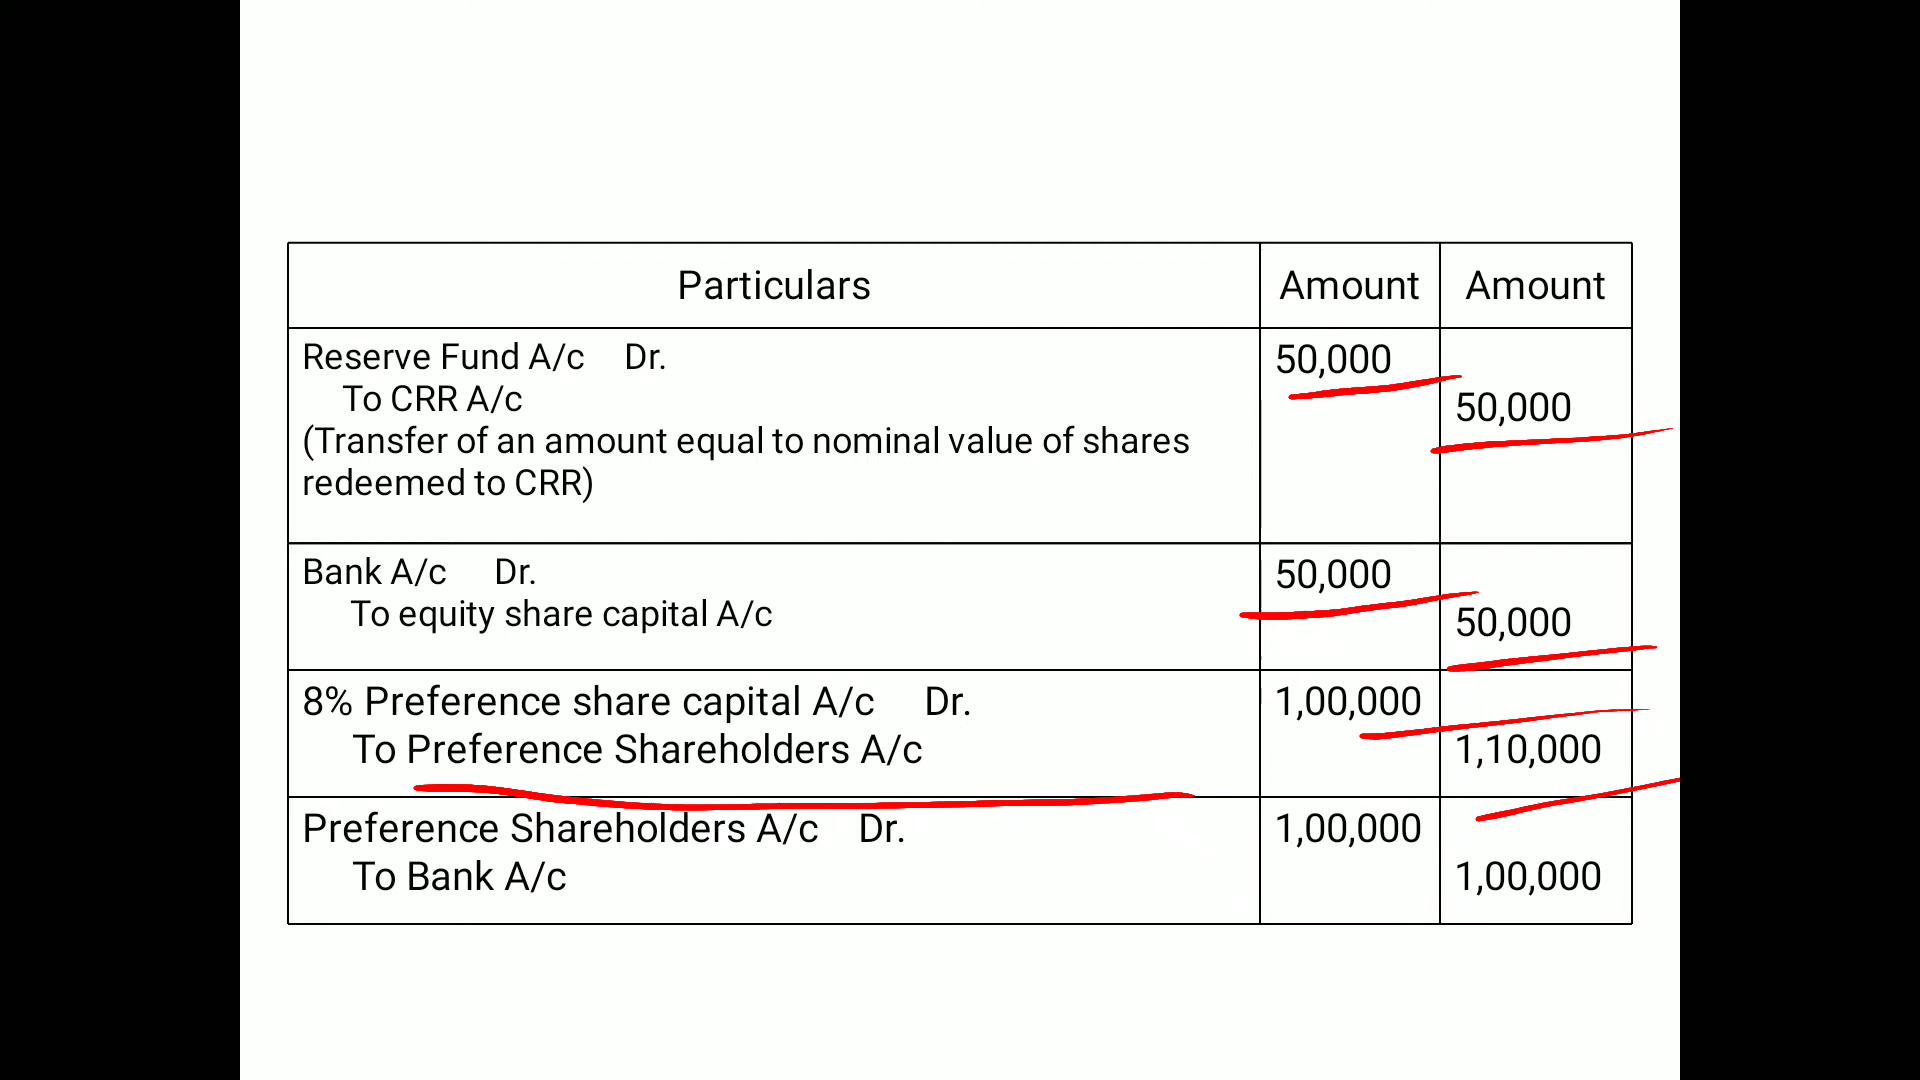 Particulars Amount Amount
Reserve Fund A/c Dr. 50,000
To CRR A/c 50,000
(Transfer of an amount equal to nominal value of shares
redeemed to CRR)
Bank A/c Dr. 50,000
To equity share capital A/c 50,000
8% Preference share capital A/c Dr. 1,00,000
To Preference Shareholders A/c 1,10,000
Preference Shareholders A/c Dr. 1,00,000
To Bank A/c 1,00,000